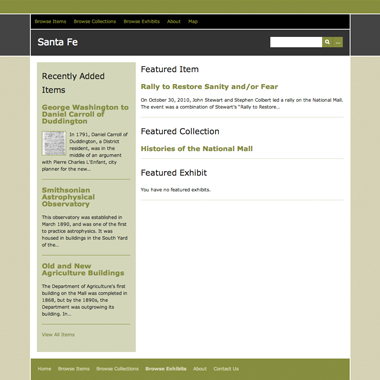 Browse Items Browse Collections Browse Exhibits About Map
Santa Fe
...
Recently Added
Items
George Washington to
Daniel Carroll of
Duddington
In 1791, Daniel Carroll of
Duddington, a District
resident, was in the
middle of an argument
with Pierre Charles L'Enfant, city
planner for the new...
Smithsonian
Astrophysical
Observatory
This observatory was established in
March 1890, and was one of the first
to practice astrophysics. It was
housed in buildings in the South Yard
of the...
Old and New
Agriculture Buildings
The Department of Agriculture's first
building on the Mall was completed in
1868, but by the 1890s, the
Department was outgrowing its
building. In...
View All Items
Featured Item
Rally to Restore Sanity and/or Fear
On October 30, 2010, John Stewart and Stephen Colbert led a rally on the National Mall.
The event was a combination of Stewart's "Rally to Restore...
Featured Collection
Histories of the National Mall
Featured Exhibit
You have no featured exhibits.
Home Browse Items Browse Collections Browse Exhibits About Contact Us